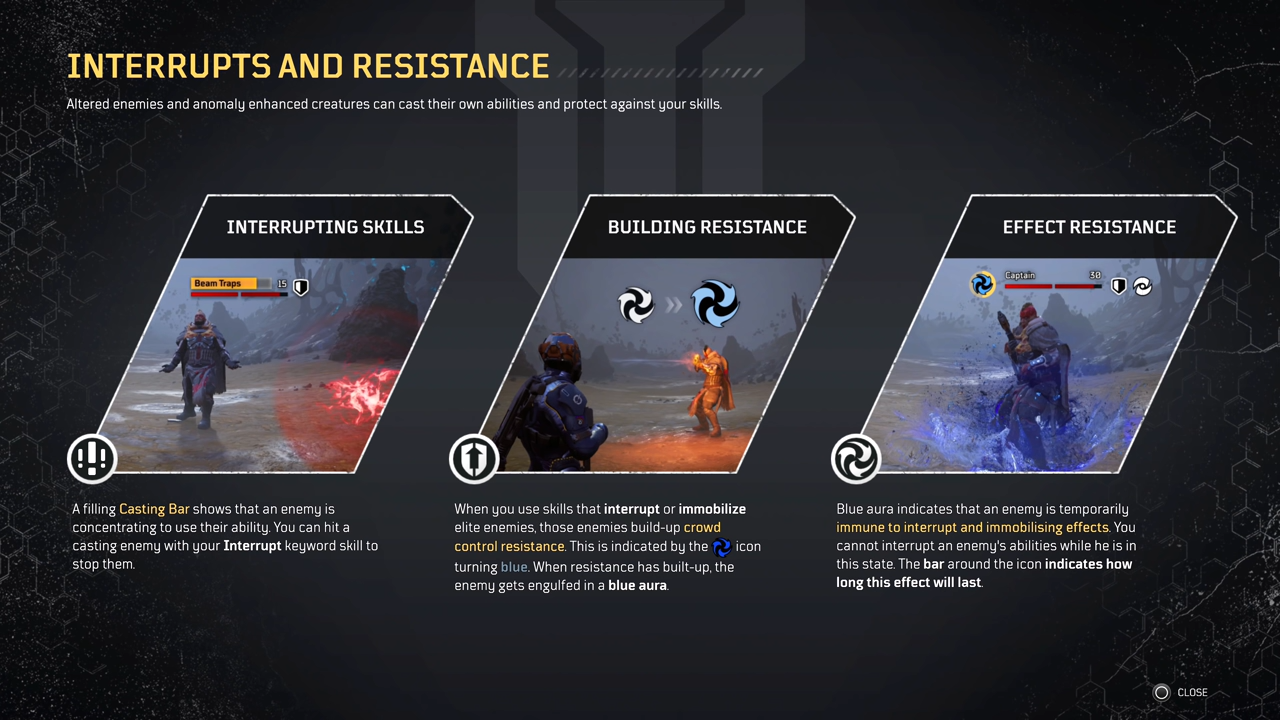 INTERRUPTS AND RESISTANCE
Altered enemies and anomaly enhanced creatures can cast their own abilities and protect against your skills.
INTERRUPTING SKILLS
Beam Traps 15
A filling Casting Bar shows that an enemy is
concentrating to use their ability. You can hit a
casting enemy with your Interrupt keyword skill to
stop them.
BUILDING RESISTANCE
When you use skills that interrupt or immobilize
elite enemies, those enemies build-up crowd
control resistance. This is indicated by the icon
turning blue. When resistance has built-up, the
enemy gets engulfed in a blue aura.
EFFECT RESISTANCE
Captain 30
Blue aura indicates that an enemy is temporarily
immune to interrupt and immobilising effects. You
cannot interrupt an enemy's abilities while he is in
this state. The bar around the icon indicates how
long this effect will last.
CLOSE